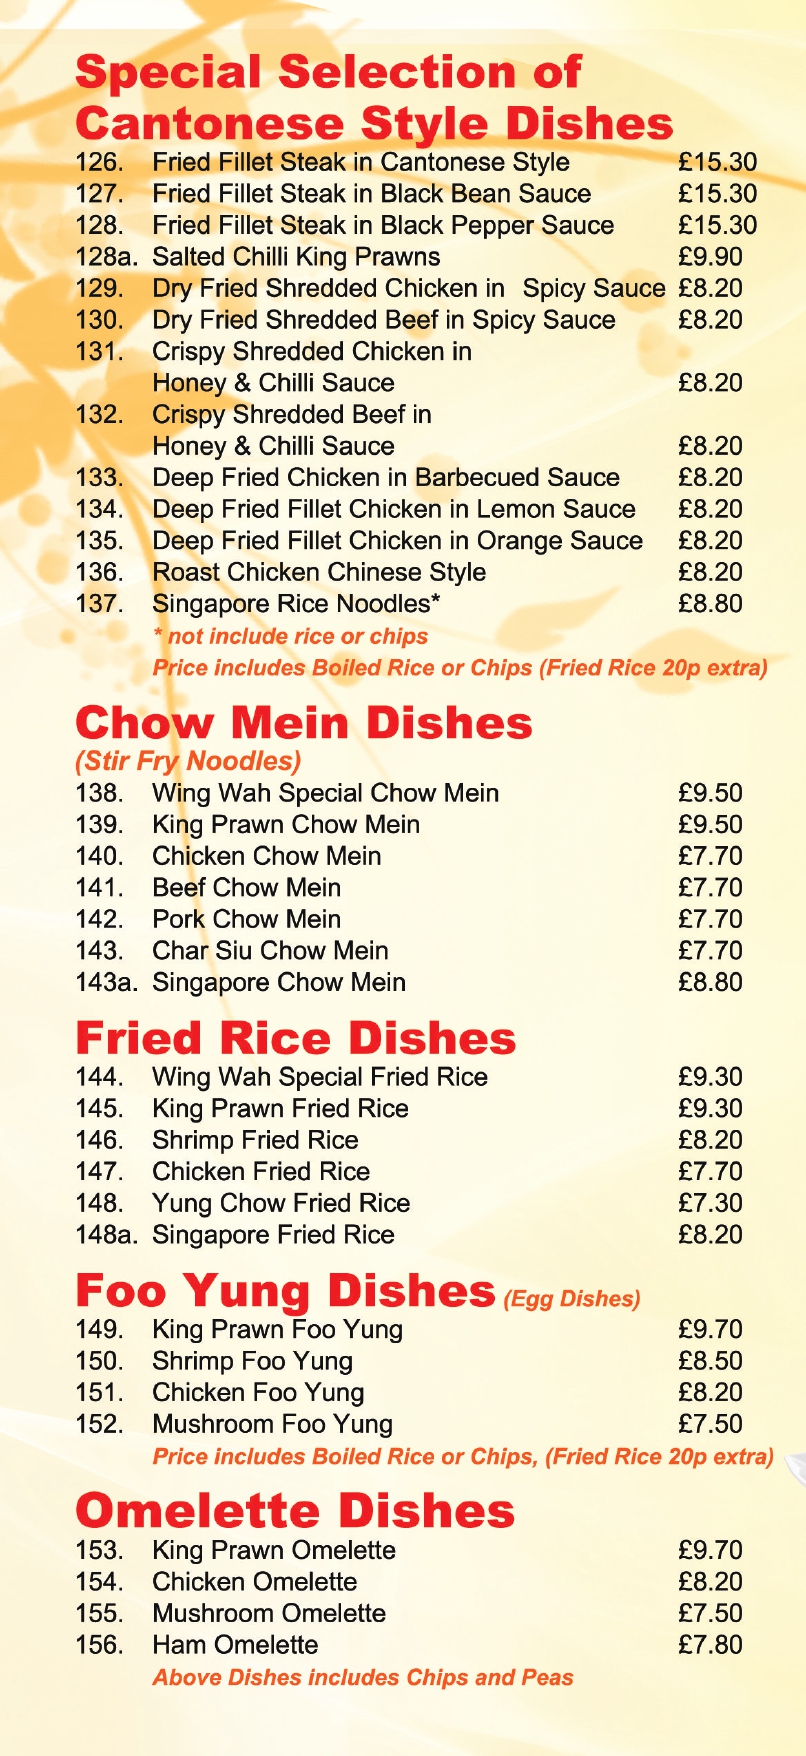 Special Selection of
Cantonese Style Dishes
126. Fried Fillet Steak in Cantonese Style £15.30
127. Fried Fillet Steak in Black Bean Sauce £15.30
128. Fried Fillet Steak in Black Pepper Sauce £15.30
128a. Salted Chilli King Prawns £9.90
129. Dry Fried Shredded Chicken in Spicy Sauce £8.20
130. Dry Fried Shredded Beef in Spicy Sauce £8.20
131. Crispy Shredded Chicken in
Honey & Chilli Sauce £8.20
132. Crispy Shredded Beef in
Honey & Chilli Sauce £8.20
133. Deep Fried Chicken in Barbecued Sauce £8.20
134. Deep Fried Fillet Chicken in Lemon Sauce £8.20
135. Deep Fried Fillet Chicken in Orange Sauce £8.20
136. Roast Chicken Chinese Style £8.20
137. Singapore Rice Noodles* £8.80
* not include rice or chips
Price includes Boiled Rice or Chips (Fried Rice 20p extra)
Chow Mein Dishes
(Stir Fry Noodles)
138. Wing Wah Special Chow Mein £9.50
139. King Prawn Chow Mein £9.50
140. Chicken Chow Mein £7.70
141. Beef Chow Mein £7.70
142. Pork Chow Mein £7.70
143. Char Siu Chow Mein £7.70
143a. Singapore Chow Mein £8.80
Fried Rice Dishes
144. Wing Wah Special Fried Rice £9.30
145. King Prawn Fried Rice £9.30
146. Shrimp Fried Rice £8.20
147. Chicken Fried Rice £7.70
148. Yung Chow Fried Rice £7.30
148a. Singapore Fried Rice £8.20
Foo Yung Dishes (Egg Dishes)
149. King Prawn Foo Yung £9.70
150. Shrimp Foo Yung £8.50
151. Chicken Foo Yung £8.20
152. Mushroom Foo Yung £7.50
Price includes Boiled Rice or Chips, (Fried Rice 20p extra)
Omelette Dishes
153. King Prawn Omelette £9.70
154. Chicken Omelette £8.20
155. Mushroom Omelette £7.50
156. Ham Omelette £7.80
Above Dishes includes Chips and Peas